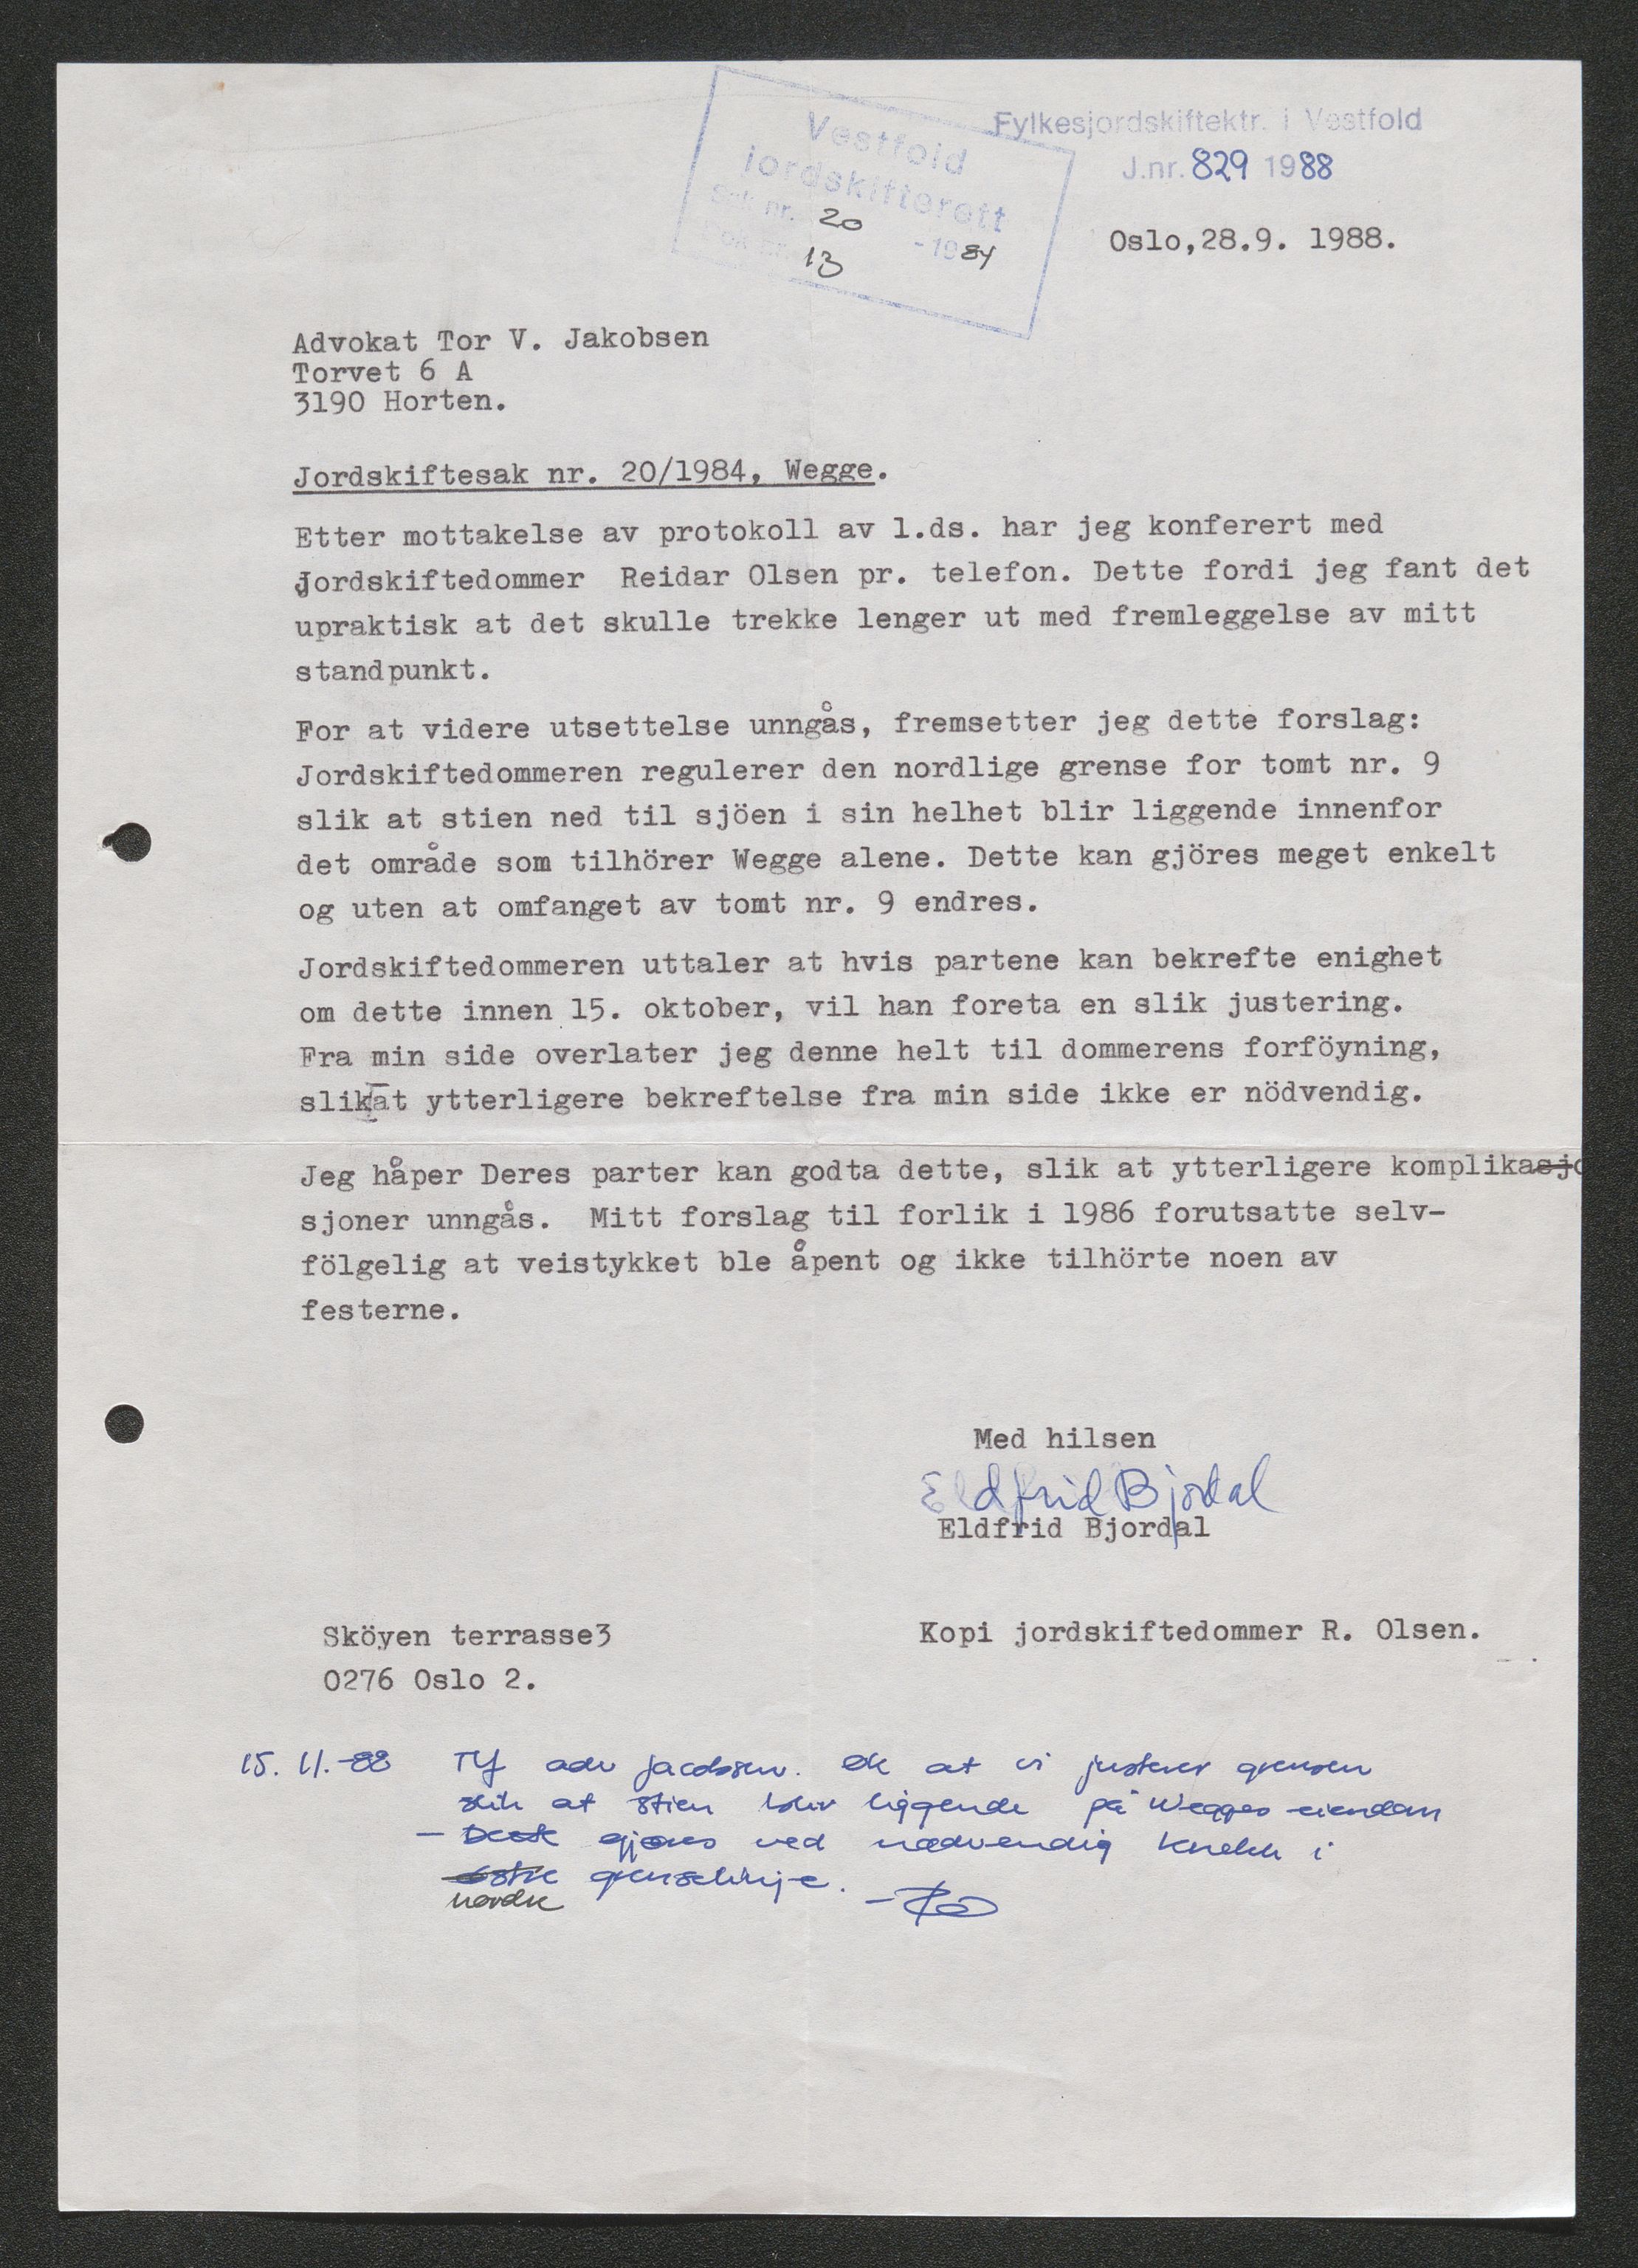 Vestfold
jordskifterett
Sak nr. 20 - 1984
Dok nr. 13
Fylkesjordskiftektr. i Vestfold
J.nr. 829 1988
Oslo,28.9. 1988.
Advokat Tor V. Jakobsen
Torvet 6 A
3190 Horten.
Jordskiftesak nr. 20/1984, Wegge.
Etter mottakelse av protokoll av 1.ds. har jeg konferert med
Jordskiftedommer Reidar Olsen pr. telefon. Dette fordi jeg fant det
upraktisk at det skulle trekke lenger ut med fremleggelse av mitt
standpunkt.
For at videre utsettelse unngås, fremsetter jeg dette forslag:
Jordskiftedommeren regulerer den nordlige grense for tomt nr. 9
slik at stien ned til sjöen i sin helhet blir liggende innenfor
det område som tilhörer Wegge alene. Dette kan gjöres meget enkelt
og uten at omfanget av tomt nr. 9 endres.
Jordskiftedommeren uttaler at hvis partene kan bekrefte enighet
om dette innen 15. oktober, vil han foreta en slik justering.
Fra min side overlater jeg denne helt til dommerens forföyning,
slik at ytterligere bekreftelse fra min side ikke er nödvendig.
Jeg håper Deres parter kan godta dette, slik at ytterligere komplikasjo
sjoner unngås. Mitt forslag til forlik i 1986 forutsatte selv-
fölgelig at veistykket ble åpent og ikke tilhörte noen av
festerne.
Med hilsen
Eldfrid Bjordal
Eldfrid Bjordal
Sköyen terrasse3
Kopi jordskiftedommer R. Olsen.
0276 Oslo 2.
15. 11.-88 Tlf adv Jacobsen. Ok at vi justerer grensen
slik at stien blir liggende på Wegges eiendom
- Dette gjøres ved nødvendig knekk i
østre grenselinje. - RO
nordre